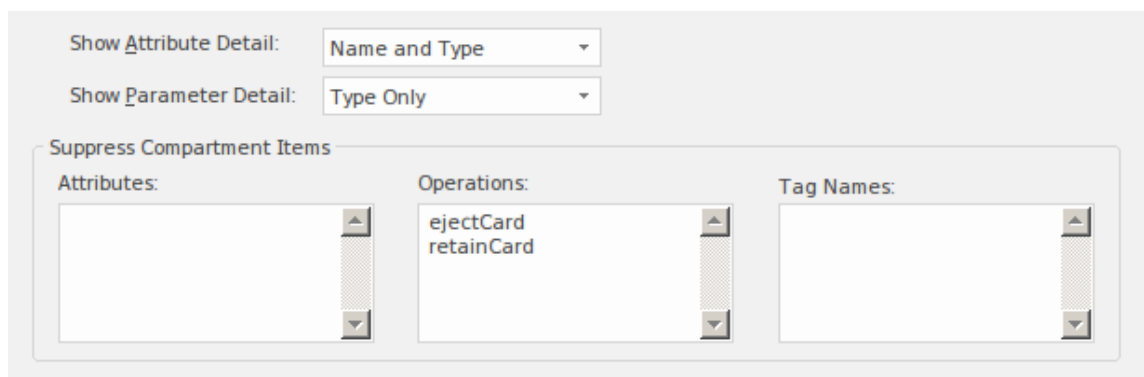 Show Attribute Detail: Name and Type
Show Parameter Detail: Type Only
Suppress Compartment Items
Attributes: Operations: Tag Names:
ejectCard
retainCard